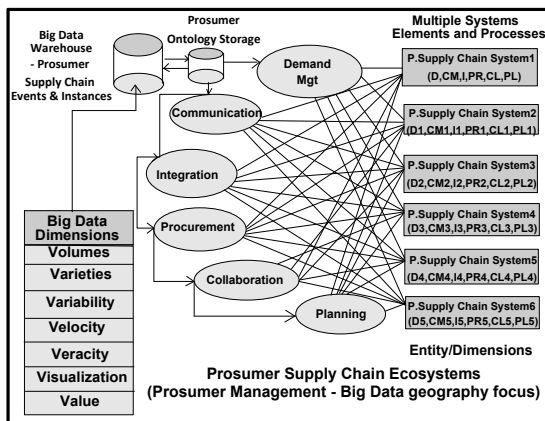 Big Data
Warehouse
- Prosumer
Supply Chain
Events & Instances
Prosumer
Ontology Storage
Demand
Mgt
Communication
Integration
Procurement
Collaboration
Planning
Multiple Systems
Elements and Processes
P.Supply Chain System1
(D,CM,I,PR,CL,PL)
P.Supply Chain System2
(D1,CM1,I1,PR1,CL1,PL1)
P.Supply Chain System3
(D2,CM2,I2,PR2,CL2,PL2)
P.Supply Chain System4
(D3,CM3,I3,PR3,CL3,PL3)
P.Supply Chain System5
(D4,CM4,I4,PR4,CL4,PL4)
P.Supply Chain System6
(D5,CM5,I5,PR5,CL5,PL5)
Entity/Dimensions
Big Data
Dimensions
Volumes
Varieties
Variability
Velocity
Veracity
Visualization
Value
Prosumer Supply Chain Ecosystems
(Prosumer Management - Big Data geography focus)